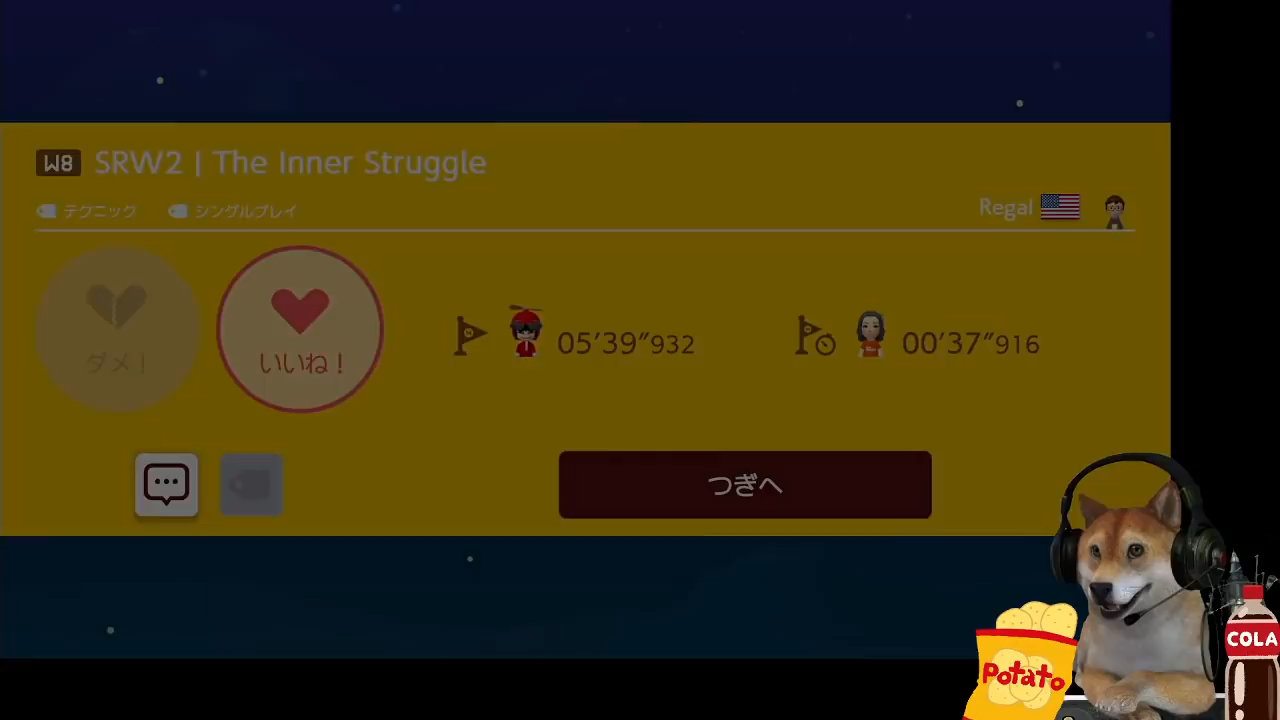 W8 SRW2 | The Inner Struggle
テクニック シングルプレイ
Regal
ダメ! いいね!
05'39"932 00'37"916
つぎへ
Potato
COLA